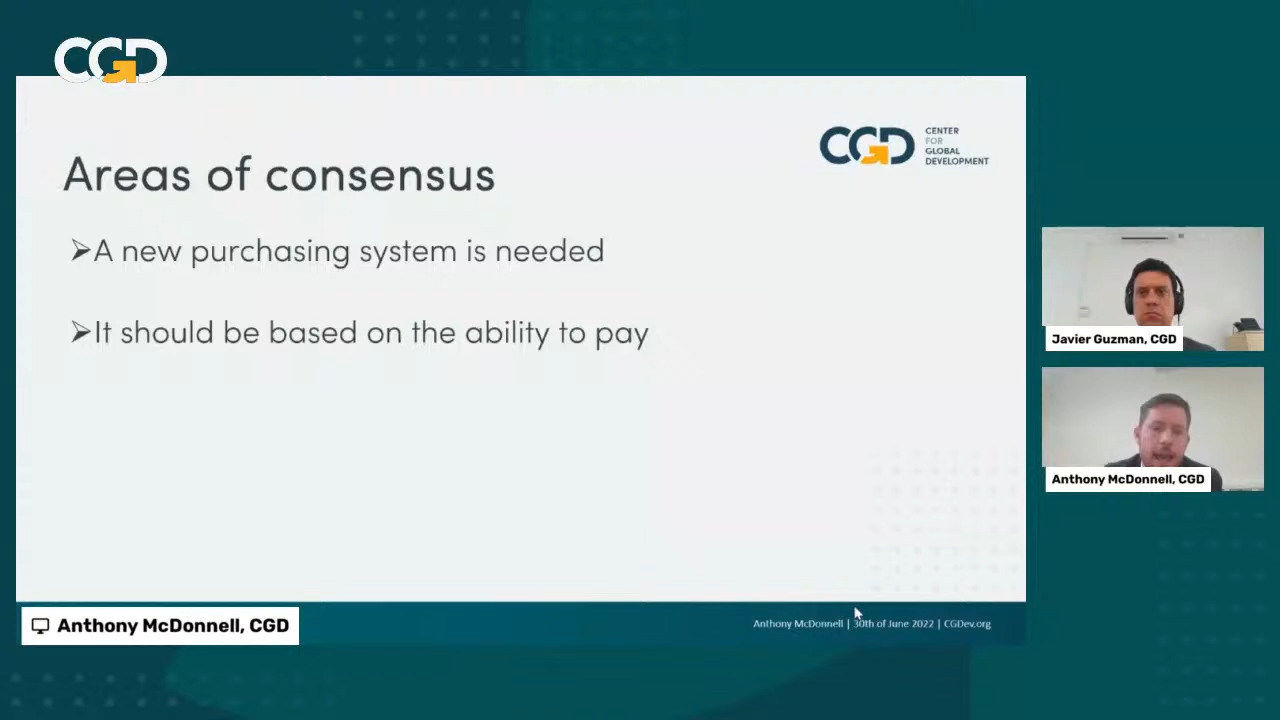 CGD
CGD
CENTER
FOR
GLOBAL
DEVELOPMENT
Areas of consensus
➢A new purchasing system is needed
➢It should be based on the ability to pay
Javier Guzman, CGD
Anthony McDonnell, CGD
Anthony McDonnell, CGD
Anthony McDonnell | 30th of June 2022 | CGDev.org